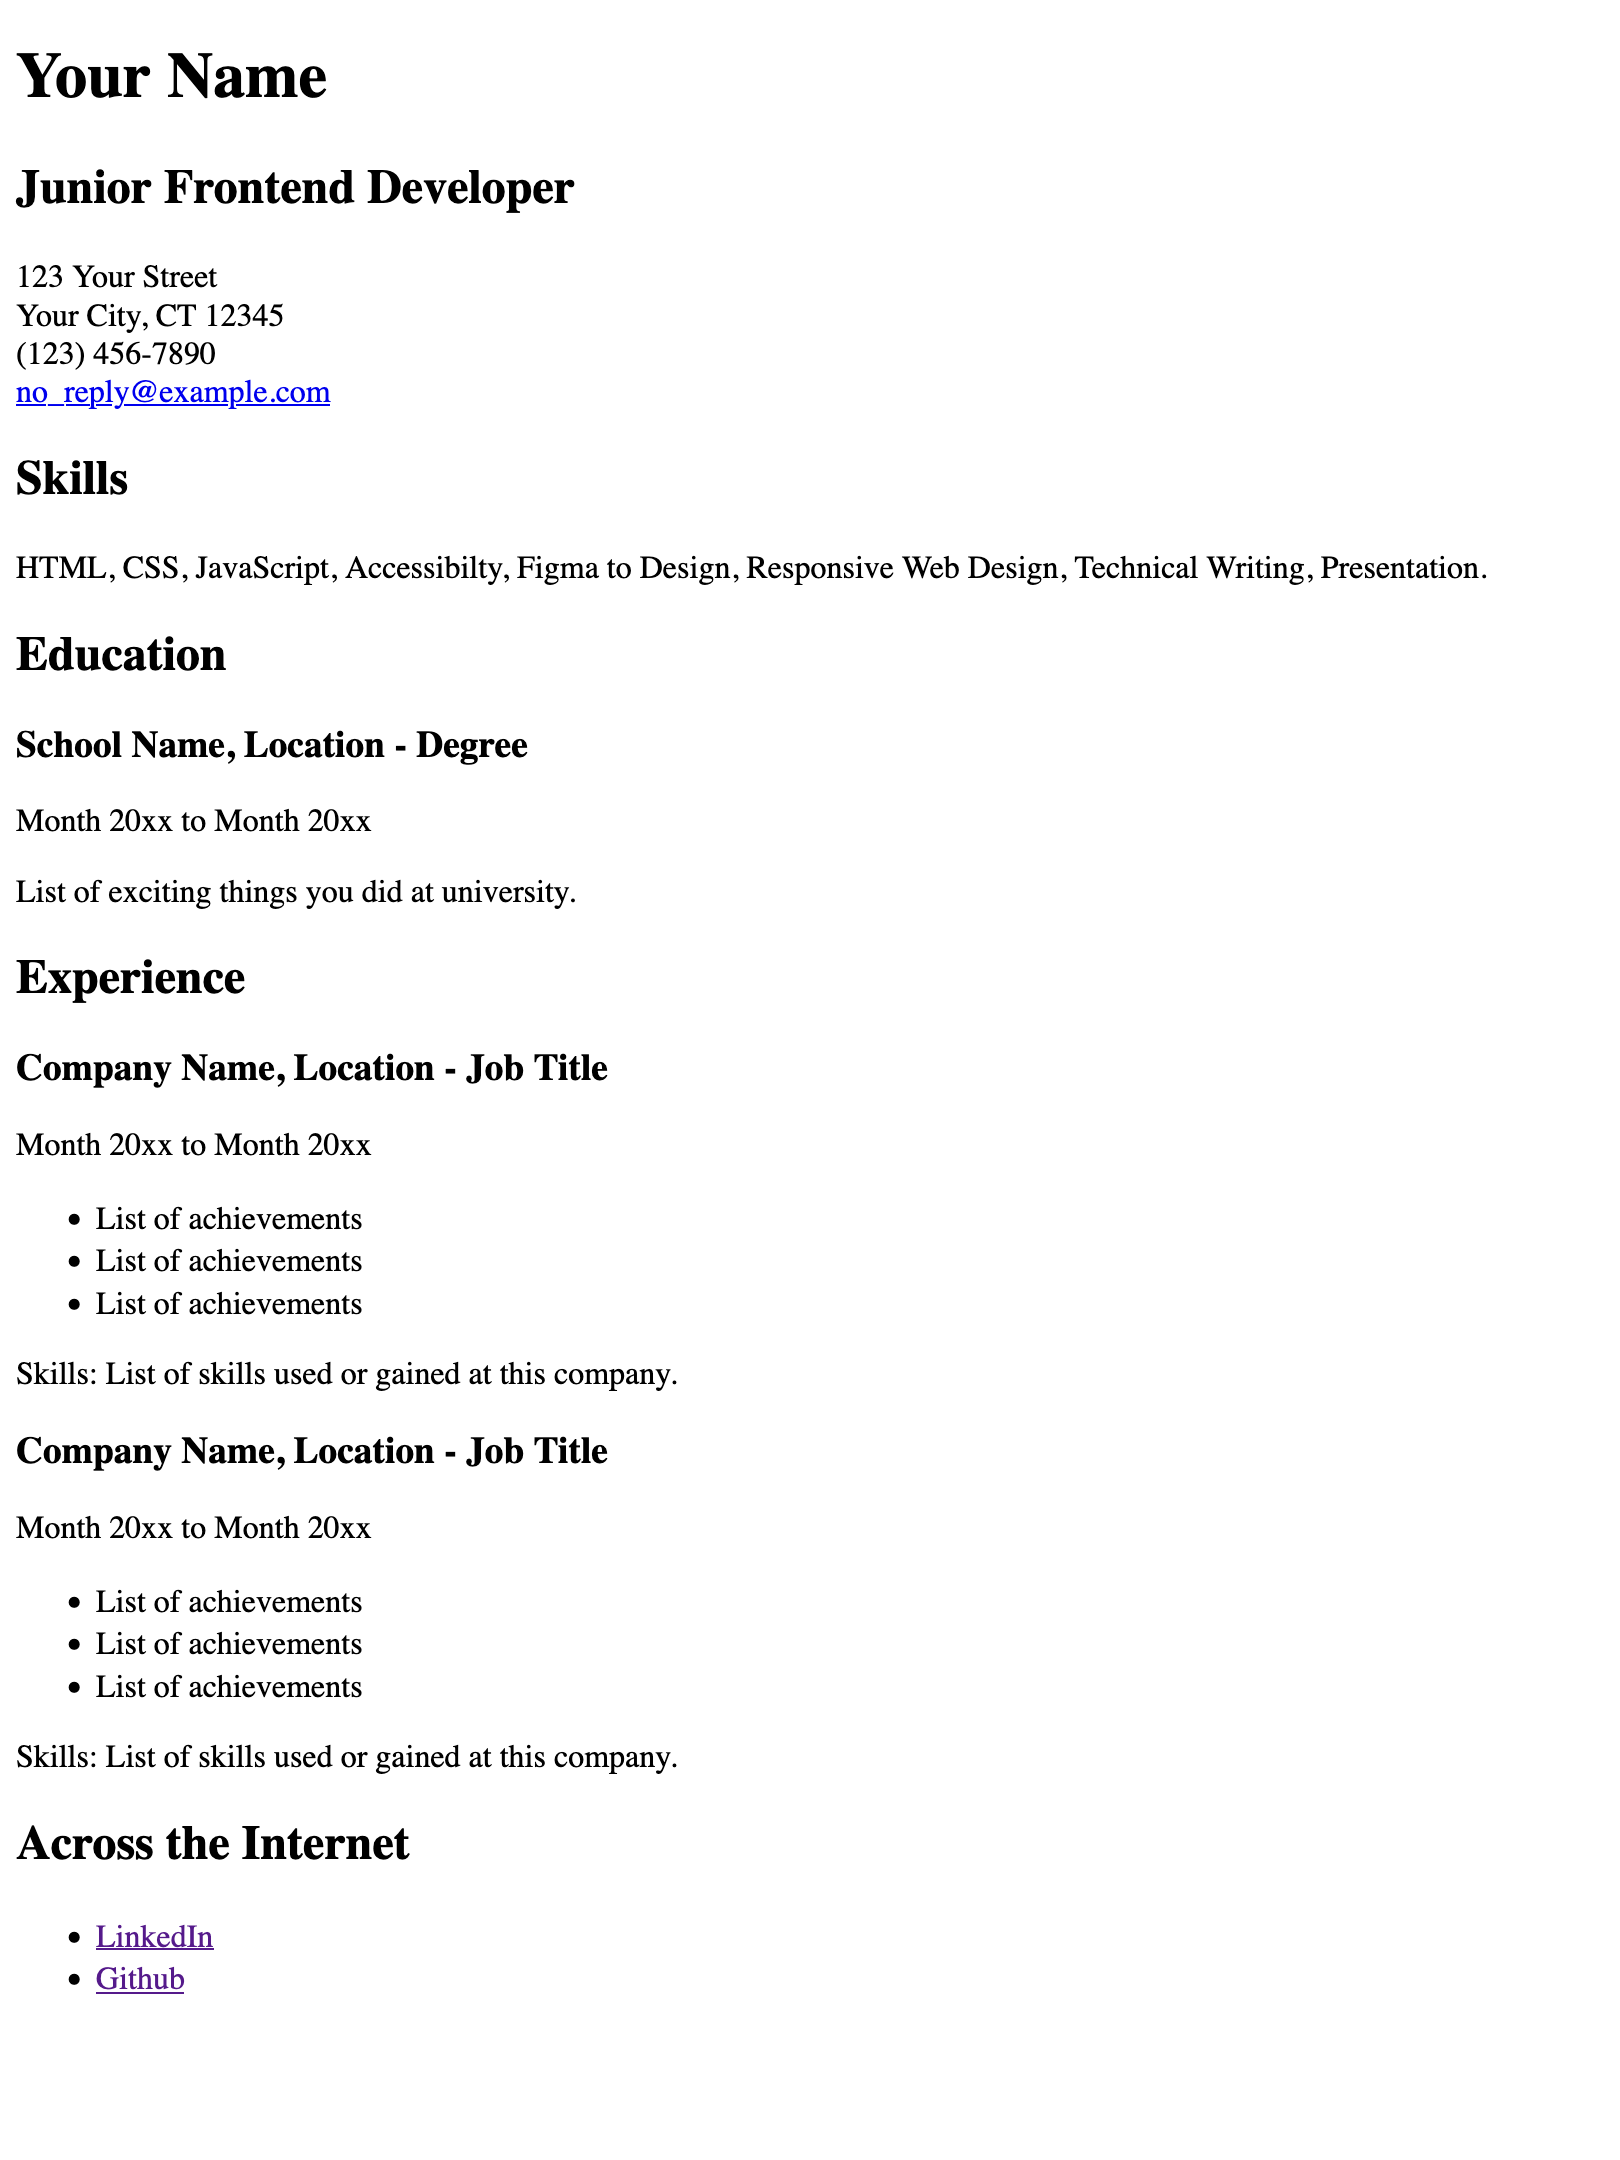 Your Name
Junior Frontend Developer
123 Your Street
Your City, CT 12345
(123) 456-7890
no_reply@example.com
Skills
HTML, CSS, JavaScript, Accessibilty, Figma to Design, Responsive Web Design, Technical Writing, Presentation.
Education
School Name, Location - Degree
Month 20xx to Month 20xx
List of exciting things you did at university.
Experience
Company Name, Location - Job Title
Month 20xx to Month 20xx
• List of achievements
• List of achievements
• List of achievements
Skills: List of skills used or gained at this company.
Company Name, Location - Job Title
Month 20xx to Month 20xx
• List of achievements
• List of achievements
• List of achievements
Skills: List of skills used or gained at this company.
Across the Internet
• LinkedIn
• Github